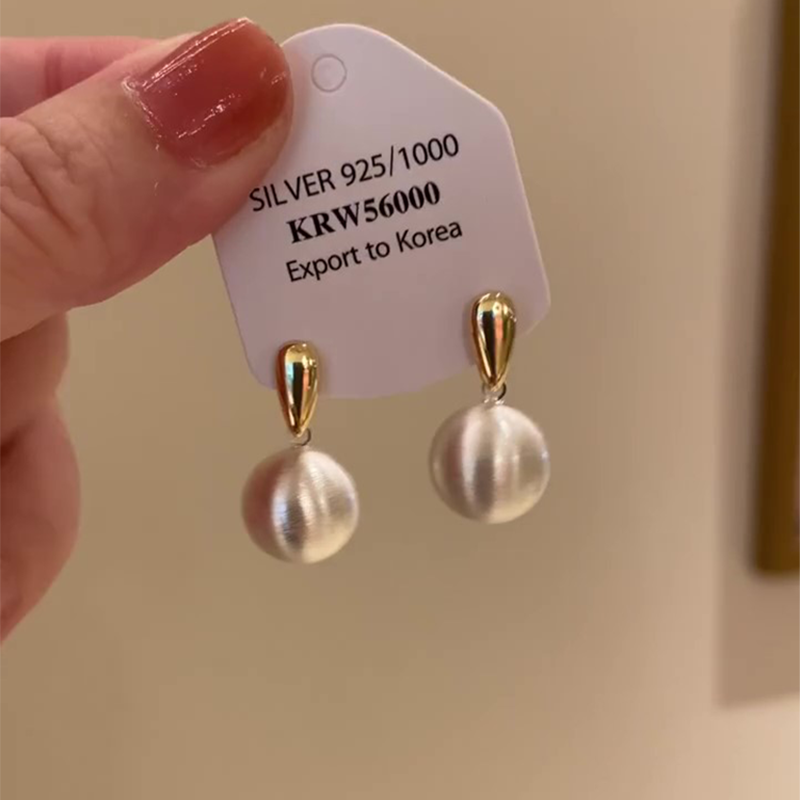 SILVER 925/1000
KRW56000
Export to Korea